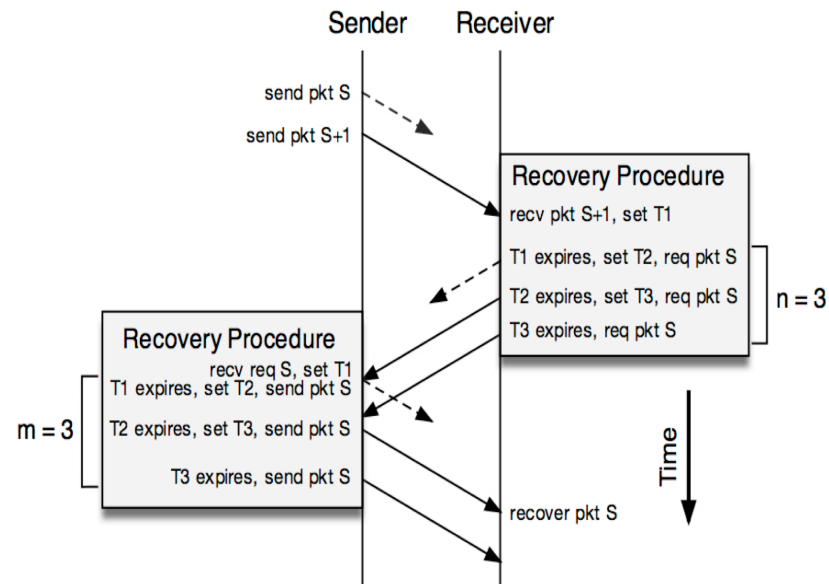 Sender
Receiver
send pkt S
send pkt S+1
Recovery Procedure
recv pkt S+1, set T1
T1 expires, set T2, req pkt S
T2 expires, set T3, req pkt S
T3 expires, req pkt S
n = 3
Recovery Procedure
recv req S, set T1
T1 expires, set T2, send pkt S
T2 expires, set T3, send pkt S
T3 expires, send pkt S
m = 3
Time
recover pkt S